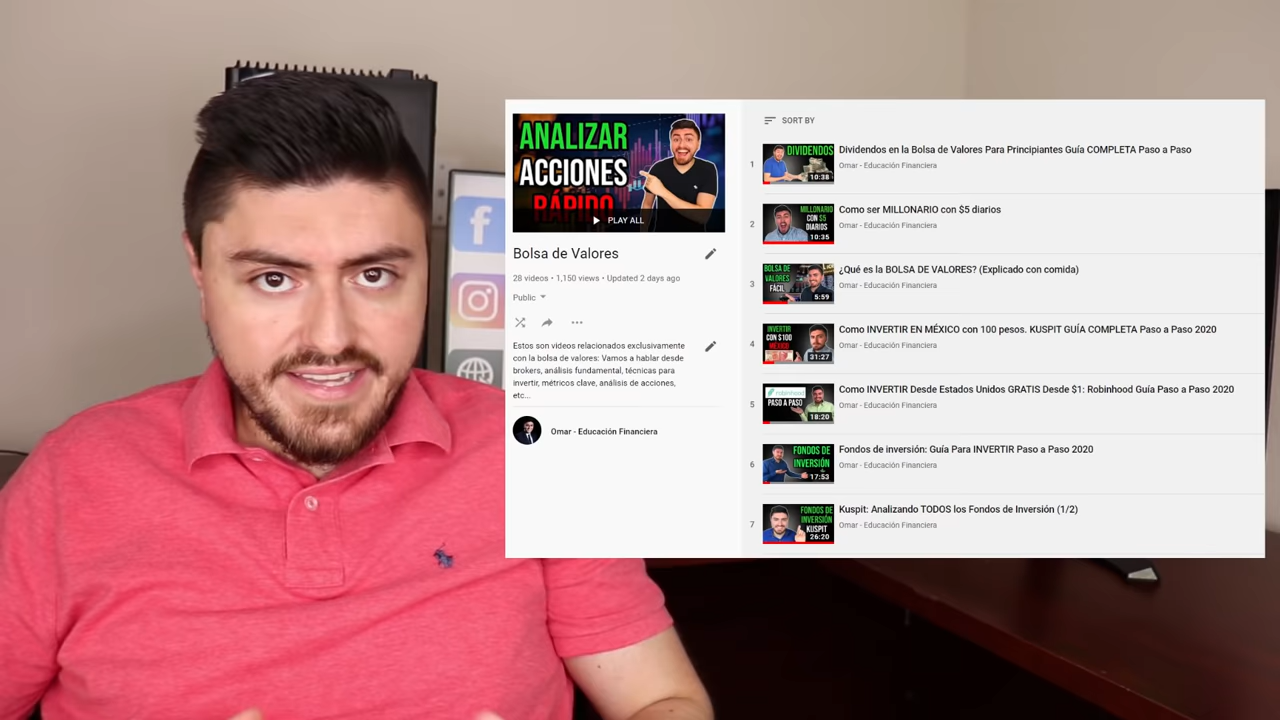 ANALIZAR
ACCIONES
RÁPIDO
PLAY ALL
Bolsa de Valores
28 videos • 1,150 views • Updated 2 days ago
Public
Estos son videos relacionados exclusivamente
con la bolsa de valores: Vamos a hablar desde
brokers, análisis fundamental, técnicas para
invertir, métricos clave, análisis de acciones,
etc...
Omar - Educación Financiera
SORT BY
1
DIVIDENDOS
10:38
Dividendos en la Bolsa de Valores Para Principiantes Guía COMPLETA Paso a Paso
Omar - Educación Financiera
2
MILLONARIO
CON $5
DIARIOS
10:35
Como ser MILLONARIO con $5 diarios
Omar - Educación Financiera
3
BOLSA DE
VALORES
FÁCIL
5:59
¿Qué es la BOLSA DE VALORES? (Explicado con comida)
Omar - Educación Financiera
4
INVERTIR
CON $100
MÉXICO
31:27
Como INVERTIR EN MÉXICO con 100 pesos. KUSPIT GUÍA COMPLETA Paso a Paso 2020
Omar - Educación Financiera
5
robinhood
PASO A PASO
18:20
Como INVERTIR Desde Estados Unidos GRATIS Desde $1: Robinhood Guía Paso a Paso 2020
Omar - Educación Financiera
6
FONDOS DE
INVERSIÓN
17:53
Fondos de inversión: Guía Para INVERTIR Paso a Paso 2020
Omar - Educación Financiera
7
FONDOS DE
INVERSIÓN
KUSPIT
26:20
Kuspit: Analizando TODOS los Fondos de Inversión (1/2)
Omar - Educación Financiera